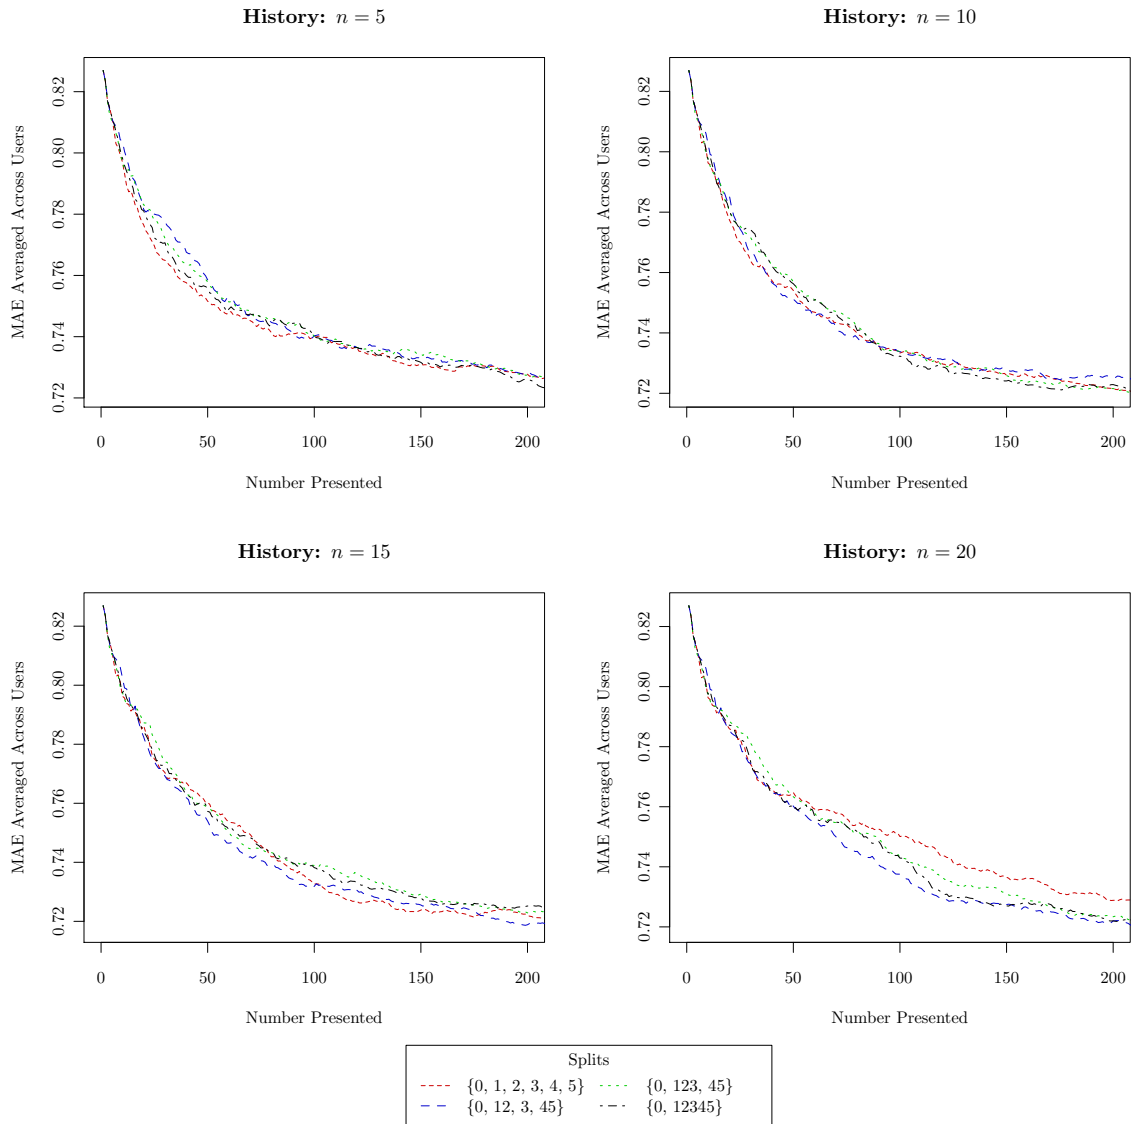 History: n = 5
0.82
0.80
0.78
0.76
0.74
0.72
MAE Averaged Across Users
0 50 100 150 200
Number Presented
History: n = 10
0.82
0.80
0.78
0.76
0.74
0.72
MAE Averaged Across Users
0 50 100 150 200
Number Presented
History: n = 15
0.82
0.80
0.78
0.76
0.74
0.72
MAE Averaged Across Users
0 50 100 150 200
Number Presented
History: n = 20
0.82
0.80
0.78
0.76
0.74
0.72
MAE Averaged Across Users
0 50 100 150 200
Number Presented
Splits
{0, 1, 2, 3, 4, 5} {0, 123, 45}
{0, 12, 3, 45} {0, 12345}